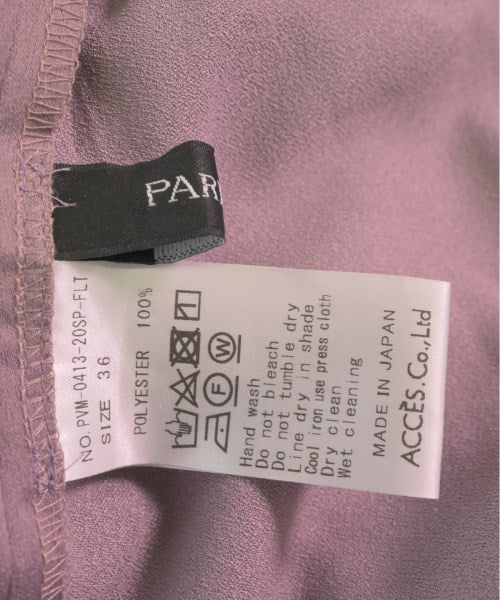 PAR
NO. PVM-0413-20SP-FLT
SIZE 36
POLYESTER 100%
Hand wash
Do not bleach
Do not tumble dry
Line dry in shade
Cool iron use press cloth
Dry clean
Wet cleaning
MADE IN JAPAN
ACCÈS.Co.,Ltd